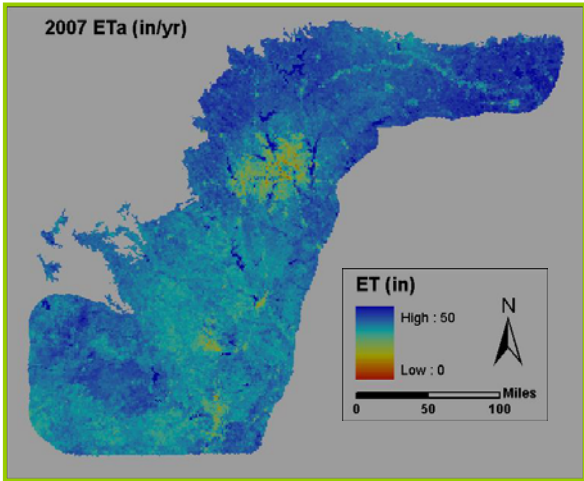 2007 ETa (in/yr)
ET (in)
High : 50
Low : 0
N
Miles
0 50 100